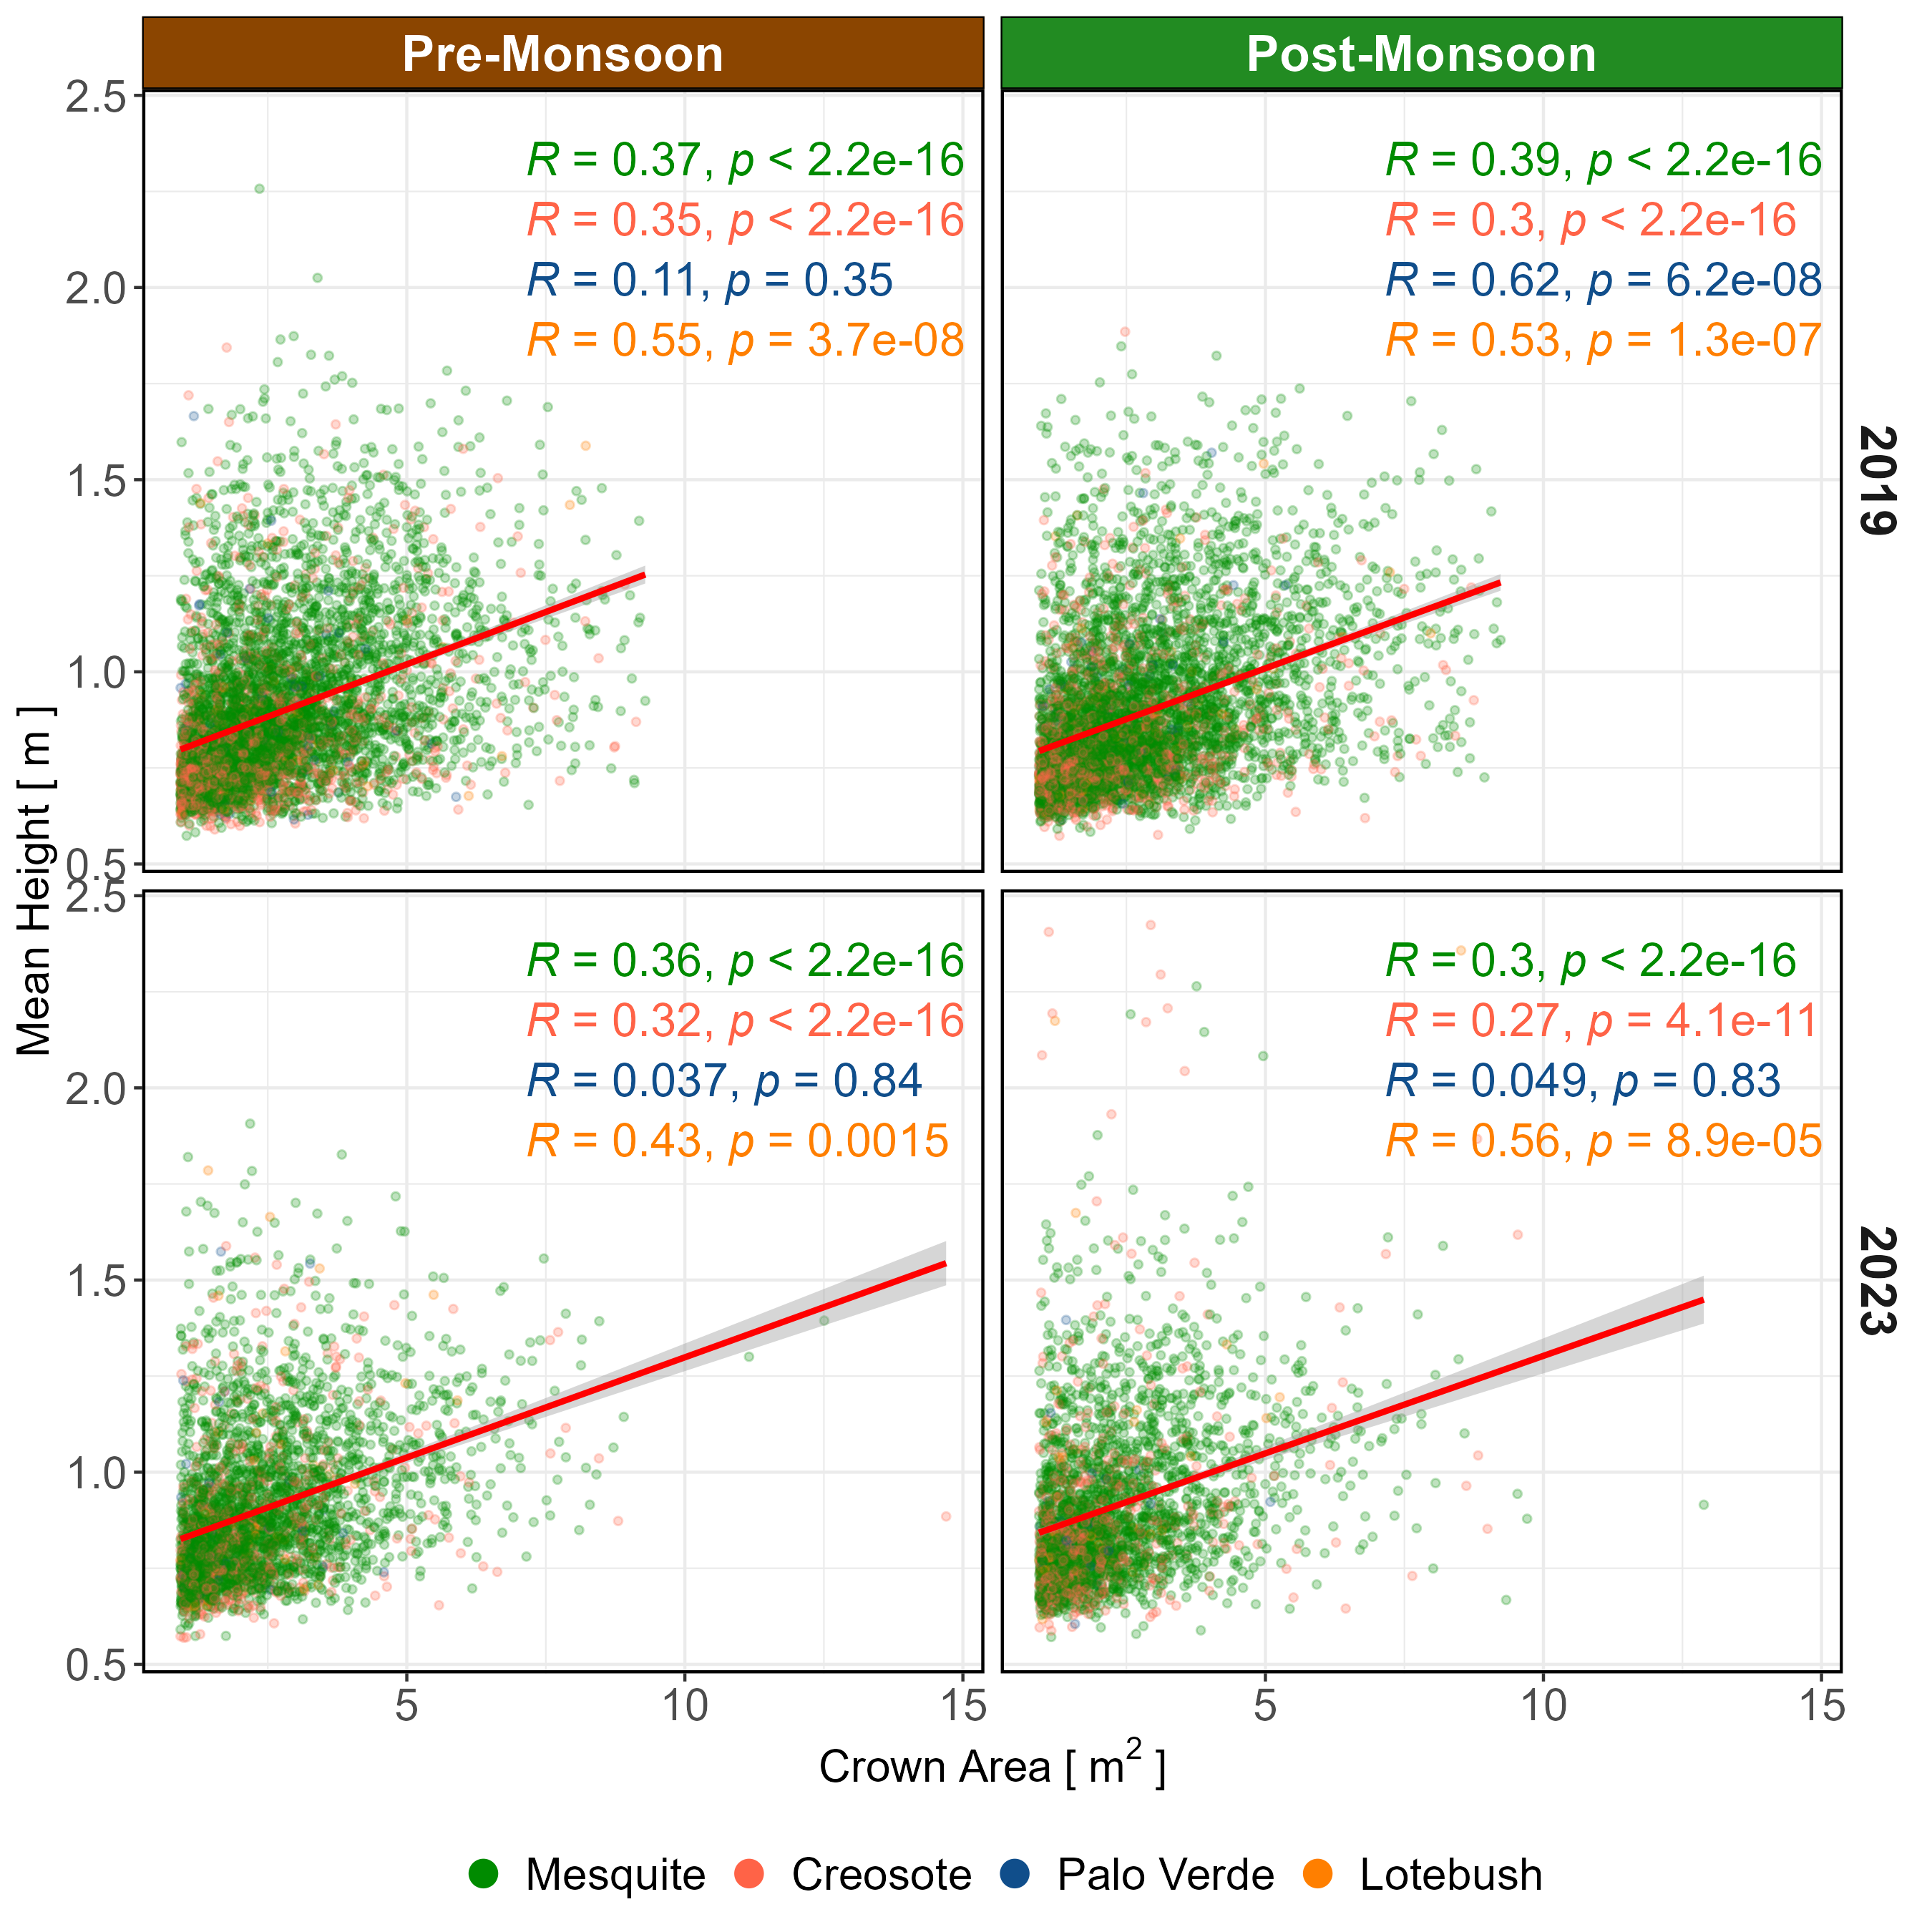 Pre-Monsoon
Post-Monsoon
2.5
2.0
1.5
1.0
0.5
R = 0.37, p < 2.2e-16
R = 0.35, p < 2.2e-16
R = 0.11, p = 0.35
R = 0.55, p = 3.7e-08
R = 0.39, p < 2.2e-16
R = 0.3, p < 2.2e-16
R = 0.62, p = 6.2e-08
R = 0.53, p = 1.3e-07
2019
Mean Height [ m ]
2.5
2.0
1.5
1.0
0.5
R = 0.36, p < 2.2e-16
R = 0.32, p < 2.2e-16
R = 0.037, p = 0.84
R = 0.43, p = 0.0015
R = 0.3, p < 2.2e-16
R = 0.27, p = 4.1e-11
R = 0.049, p = 0.83
R = 0.56, p = 8.9e-05
2023
5 10 15
5 10 15
Crown Area [ m² ]
Mesquite Creosote Palo Verde Lotebush